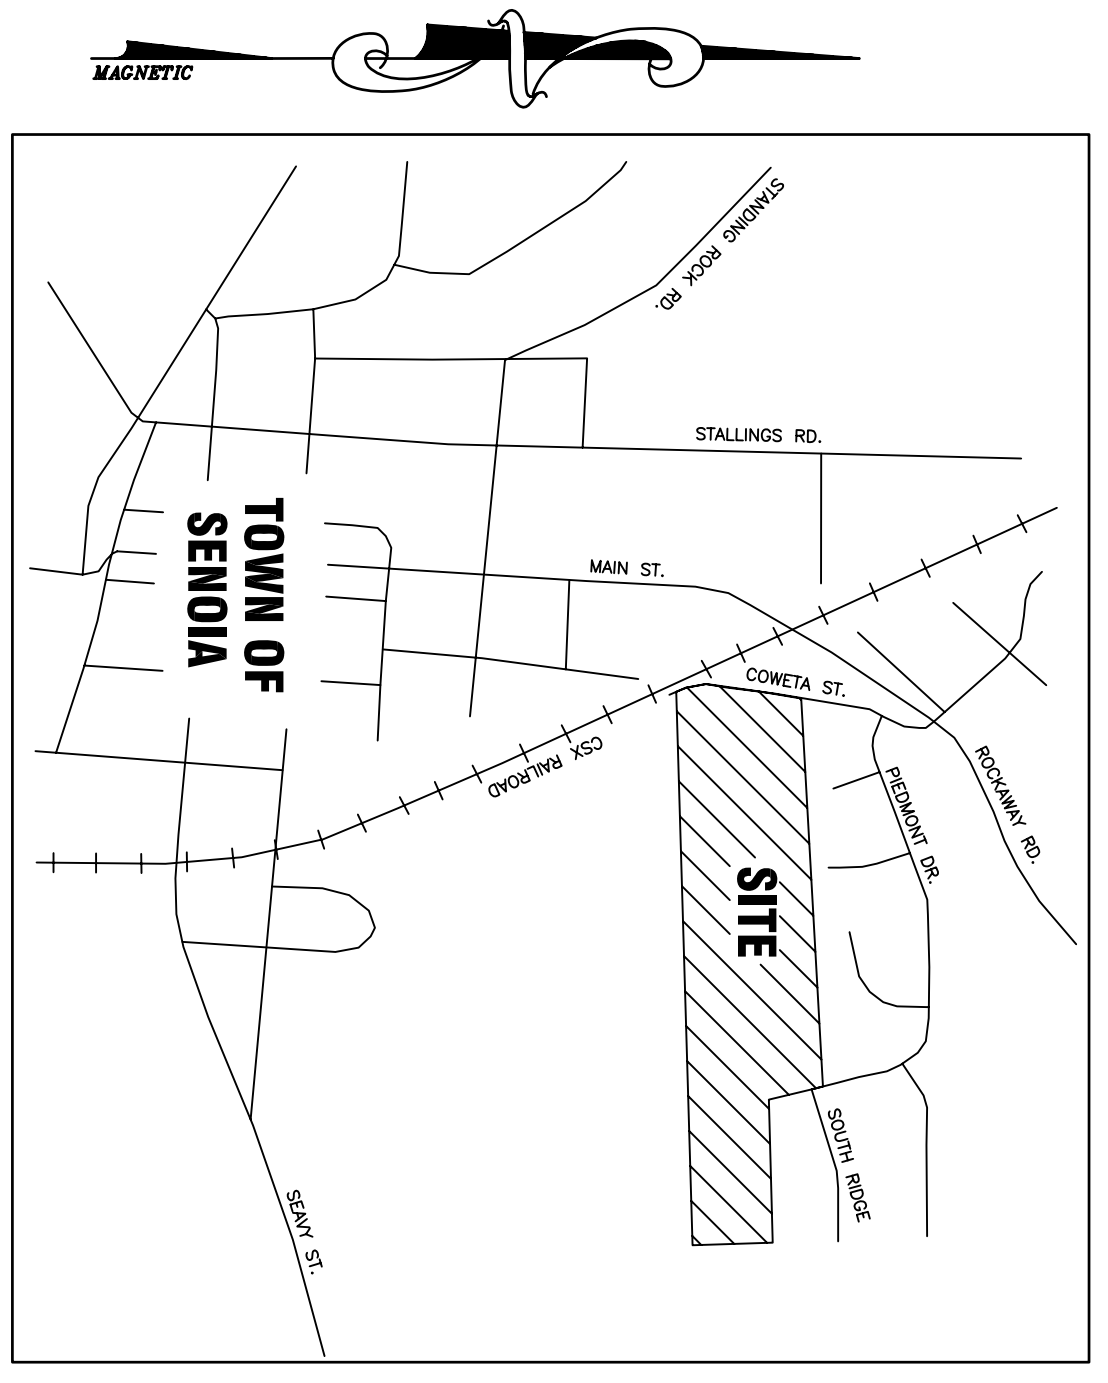 MAGNETIC
STANDING ROCK RD.
STALLINGS RD.
TOWN OF
SENOIA
MAIN ST.
COWETA ST.
CSX RAILROAD
ROCKAWAY RD.
PIEDMONT DR.
SITE
SOUTH RIDGE
SEAVY ST.